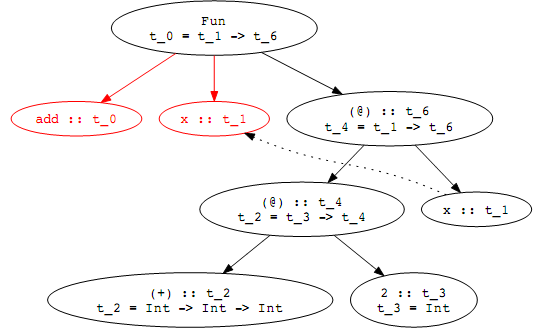 Fun
t_0 = t_1 -> t_6
add :: t_0
x :: t_1
(@) :: t_6
t_4 = t_1 -> t_6
(@) :: t_4
t_2 = t_3 -> t_4
x :: t_1
(+) :: t_2
t_2 = Int -> Int -> Int
2 :: t_3
t_3 = Int